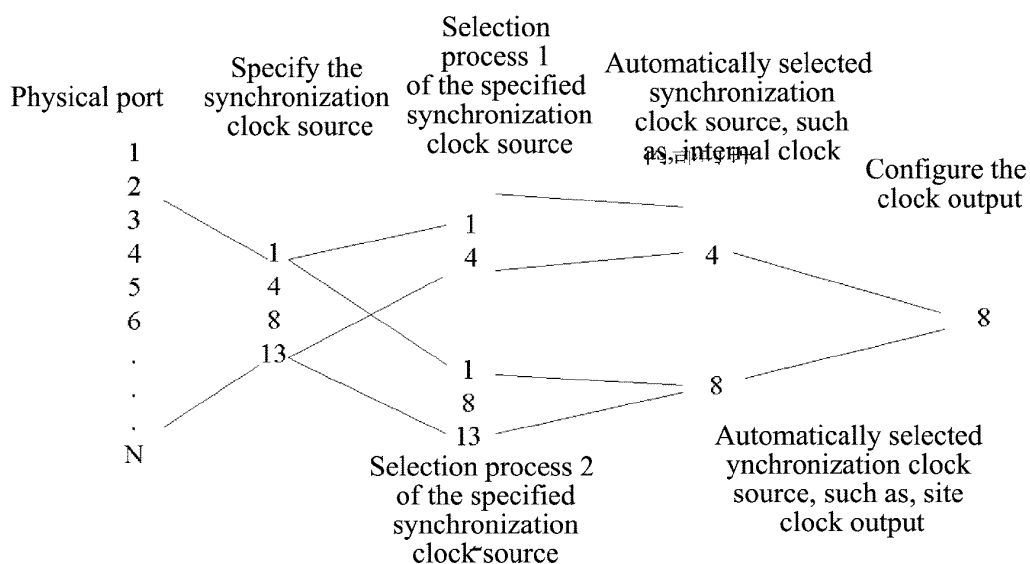 Physical port
1
2
3
4
5
6
.
.
.
N
Specify the
synchronization
clock source
1
4
8
13
Selection
process 1
of the specified
synchronization
clock source
1
4
1
8
13
Selection process 2
of the specified
synchronization
clock source
Automatically selected
synchronization
clock source, such
as, internal clock
4
8
Automatically selected
ynchronization clock
source, such as, site
clock output
Configure the
clock output
8